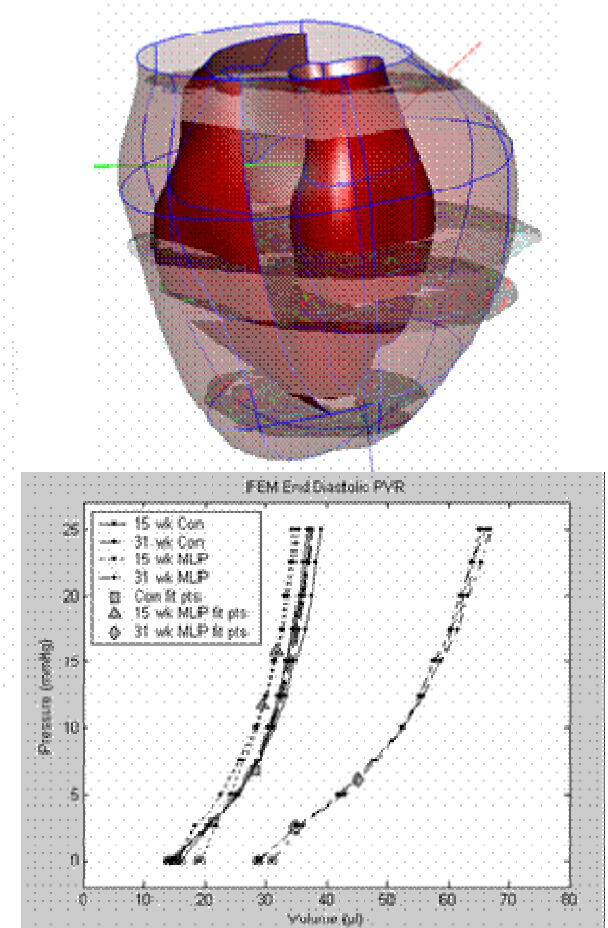 IFEM End Diastolic PVR
15 wk Con
31 wk Con
15 wk MLIP
31 wk MLIP
Con fit pts
15 wk MLIP fit pts
31 wk MLIP fit pts
25
20
15
10
5
0
Pressure (mmHg)
0 10 20 30 40 50 60 70 80
Volume (µl)